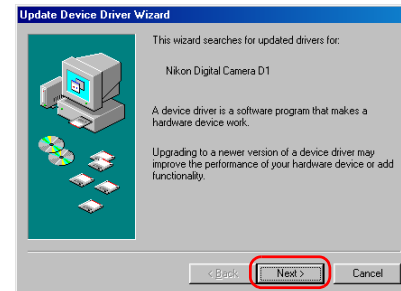 Update Device Driver Wizard
This wizard searches for updated drivers for:
Nikon Digital Camera D1
A device driver is a software program that makes a
hardware device work.
Upgrading to a newer version of a device driver may
improve the performance of your hardware device or add
functionality.
< Back Next > Cancel